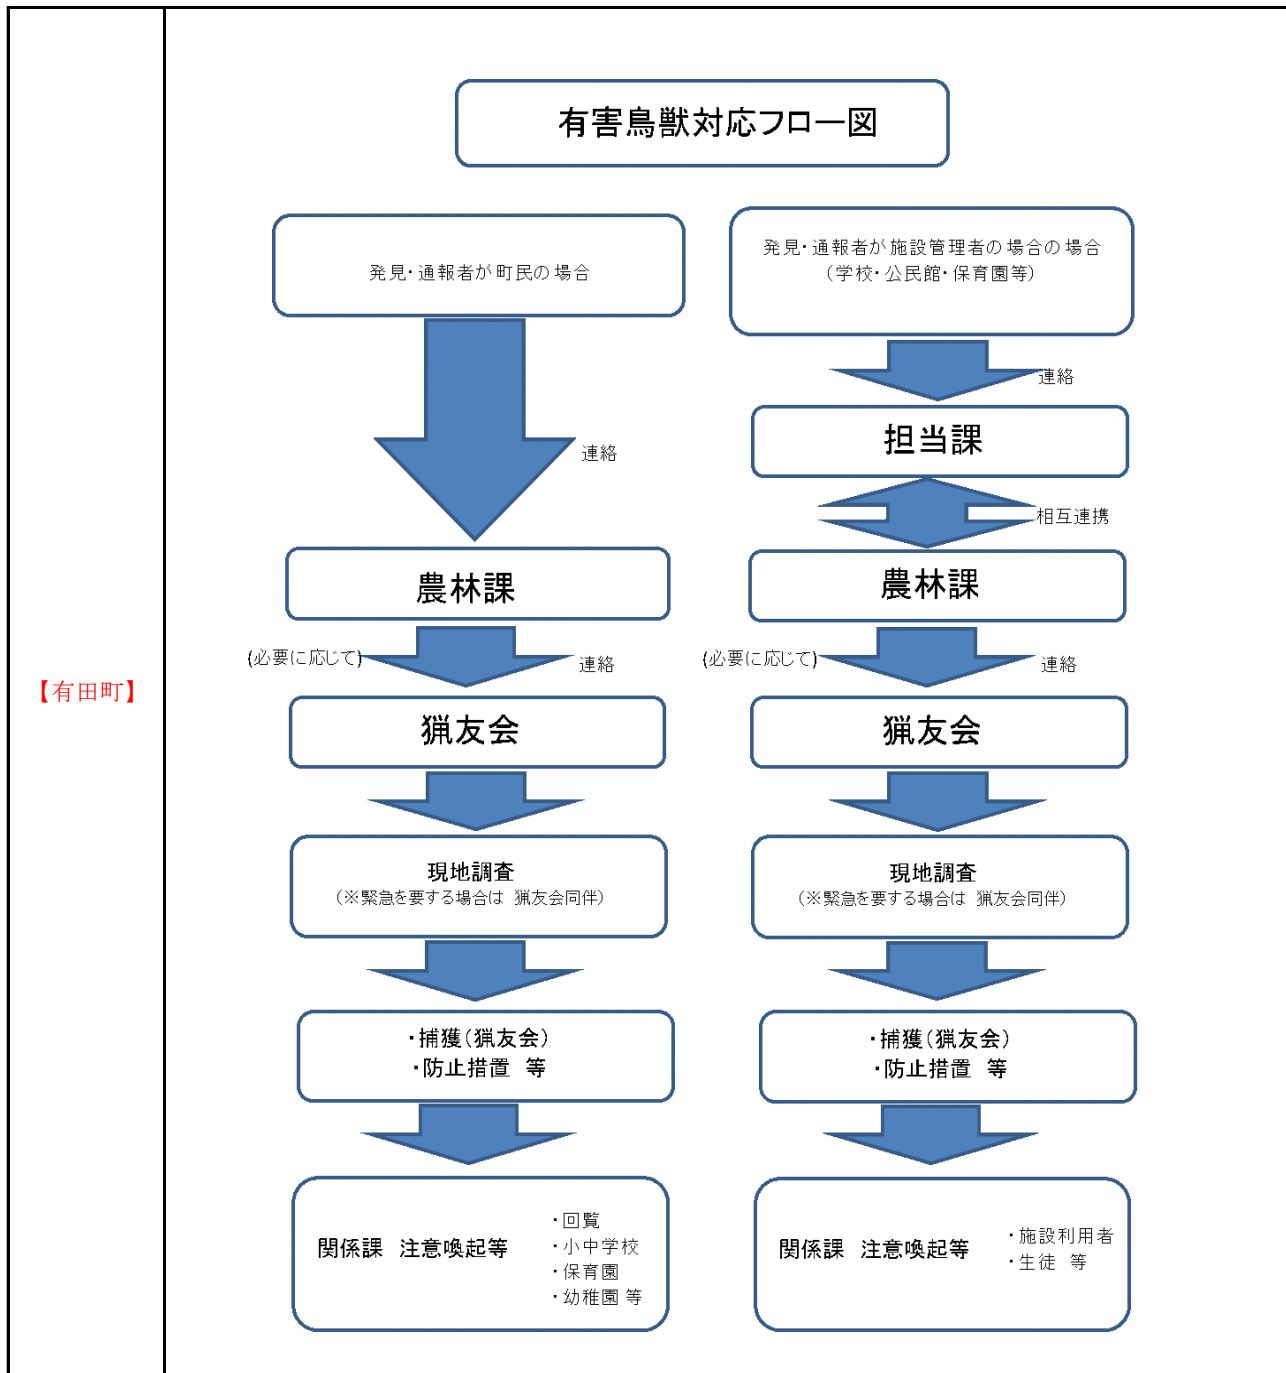 有害鳥獣対応フロー図
発見・通報者が町民の場合
連絡
農林課
(必要に応じて)
連絡
猟友会
現地調査
(※緊急を要する場合は 猟友会同伴)
・捕獲(猟友会)
・防止措置 等
関係課 注意喚起等
・回覧
・小中学校
・保育園
・幼稚園 等
発見・通報者が施設管理者の場合の場合
(学校・公民館・保育園等)
連絡
担当課
相互連携
農林課
(必要に応じて)
連絡
猟友会
現地調査
(※緊急を要する場合は 猟友会同伴)
・捕獲(猟友会)
・防止措置 等
関係課 注意喚起等
・施設利用者
・生徒 等
【有田町】